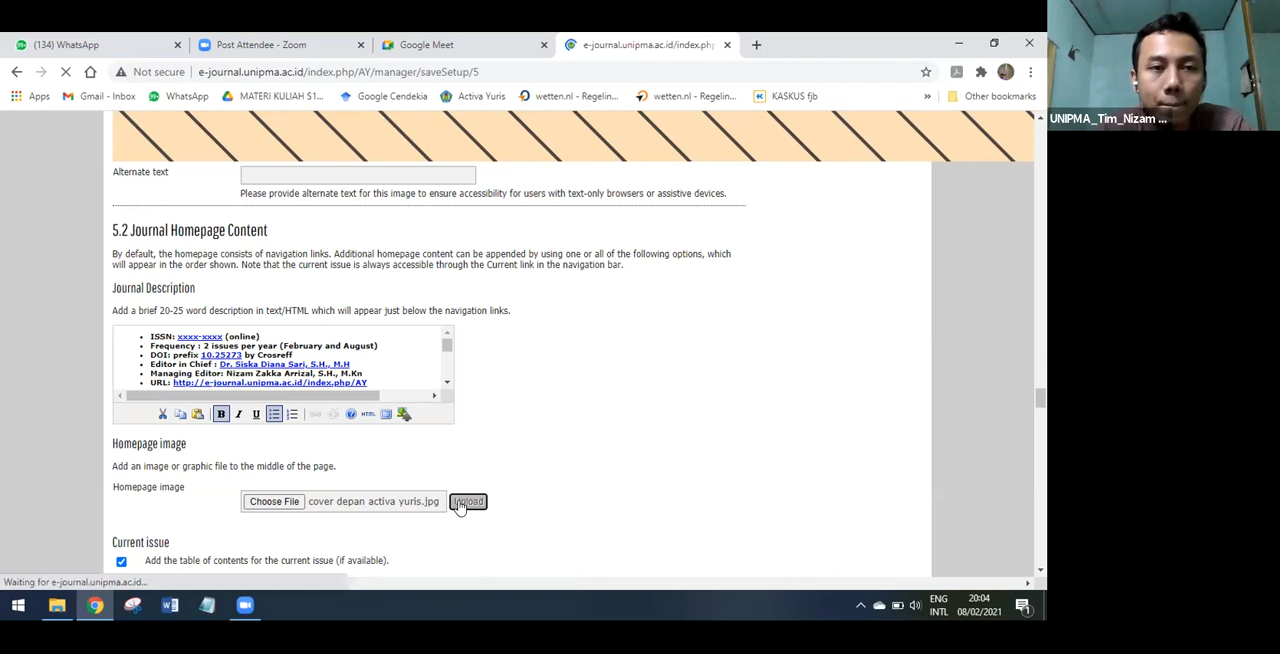 (134) WhatsApp
Post Attendee - Zoom
Google Meet
e-journal.unipma.ac.id/index.php
Not secure
e-journal.unipma.ac.id/index.php/AY/manager/saveSetup/5
Apps
Gmail - Inbox
WhatsApp
MATERI KULIAH S1...
Google Cendekia
Activa Yuris
wetten.nl - Regelin...
wetten.nl - Regelin...
KASKUS fjb
»
Other bookmarks
UNIPMA_Tim_Nizam ...
Alternate text
Please provide alternate text for this image to ensure accessibility for users with text-only browsers or assistive devices.
5.2 Journal Homepage Content
By default, the homepage consists of navigation links. Additional homepage content can be appended by using one or all of the following options, which
will appear in the order shown. Note that the current issue is always accessible through the Current link in the navigation bar.
Journal Description
Add a brief 20-25 word description in text/HTML which will appear just below the navigation links.
• ISSN: xxxx-xxxx (online)
• Frequency : 2 issues per year (February and August)
• DOI: prefix 10.25273 by Crosreff
• Editor in Chief : Dr. Siska Diana Sari, S.H., M.H
• Managing Editor: Nizam Zakka Arrizal, S.H., M.Kn
• URL: http://e-journal.unipma.ac.id/index.php/AY
B I U HTML
Homepage image
Add an image or graphic file to the middle of the page.
Homepage image
Choose File cover depan activa yuris.jpg Upload
Current issue
Add the table of contents for the current issue (if available).
Waiting for e-journal.unipma.ac.id...
ENG
INTL
20:04
08/02/2021